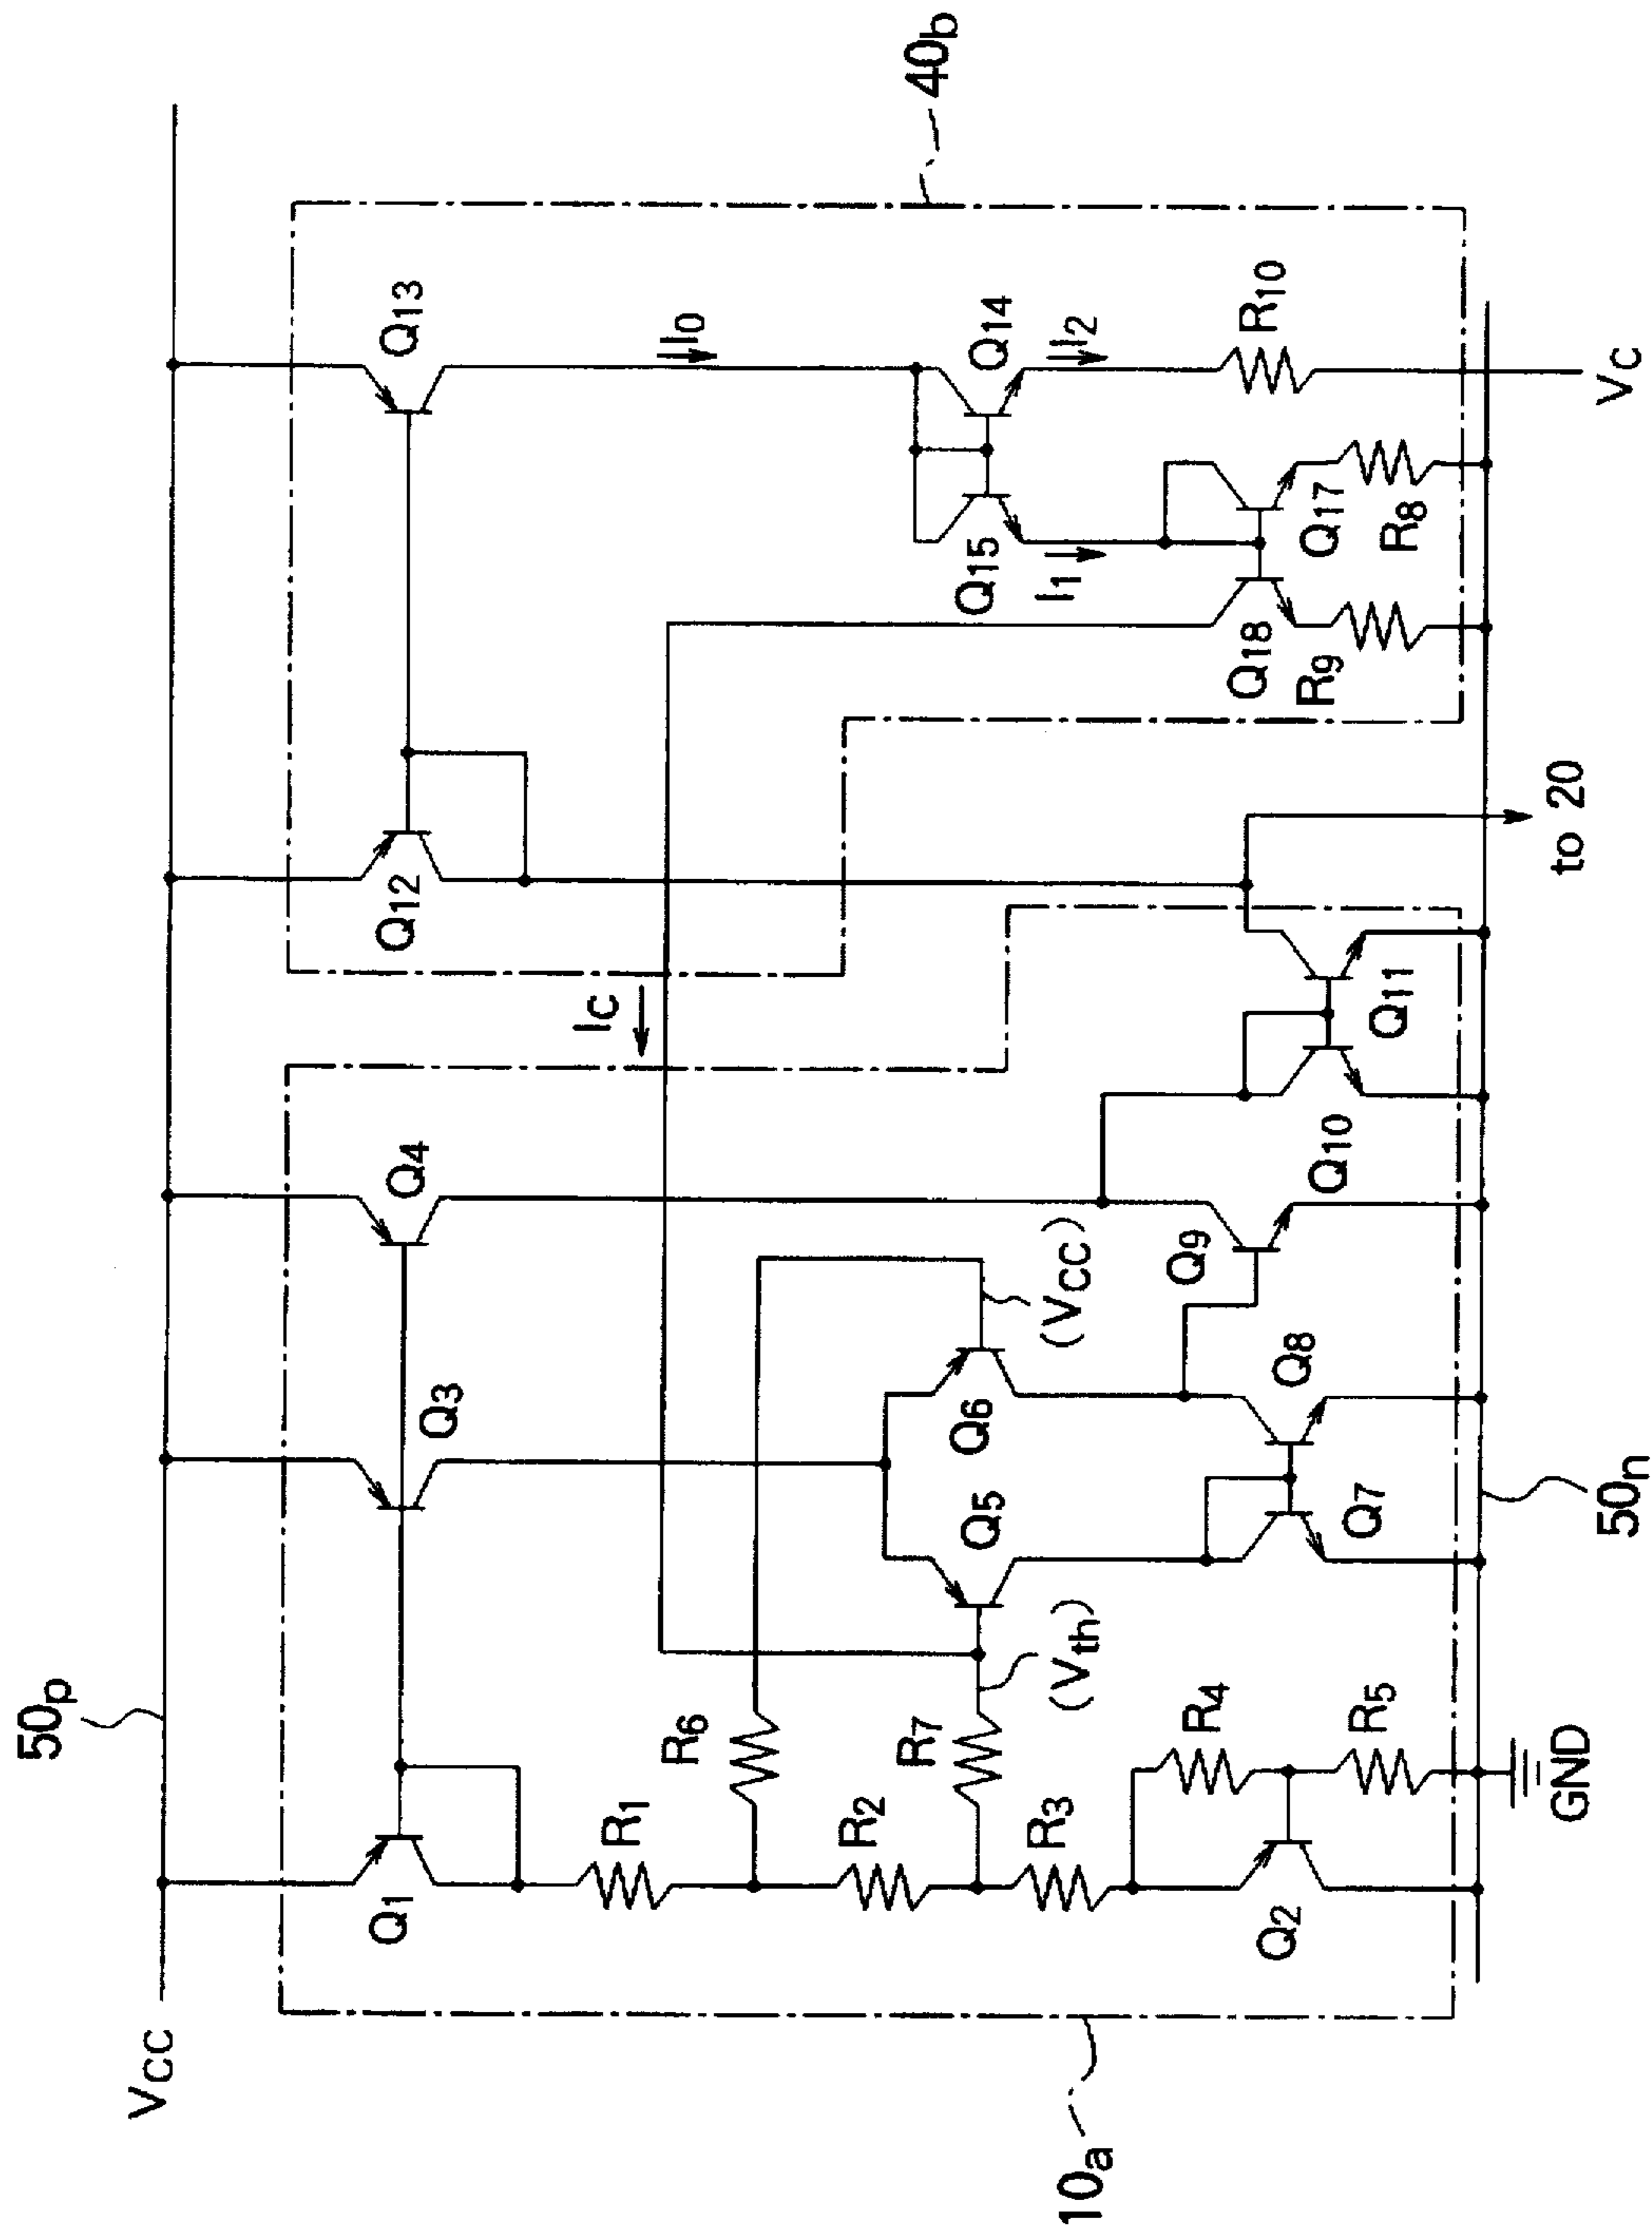 VCC
50p
10a
40b
Q1
Q3
Q4
Q12
Q13
IC
I0
R1
R6
R2
R7
R3
(Vth)
(VCC)
Q5
Q6
Q15
Q14
I1
I2
R10
Q2
R4
R5
Q7
Q8
Q9
Q10
Q11
Q18
Q17
R9
R8
GND
50n
to 20
VC